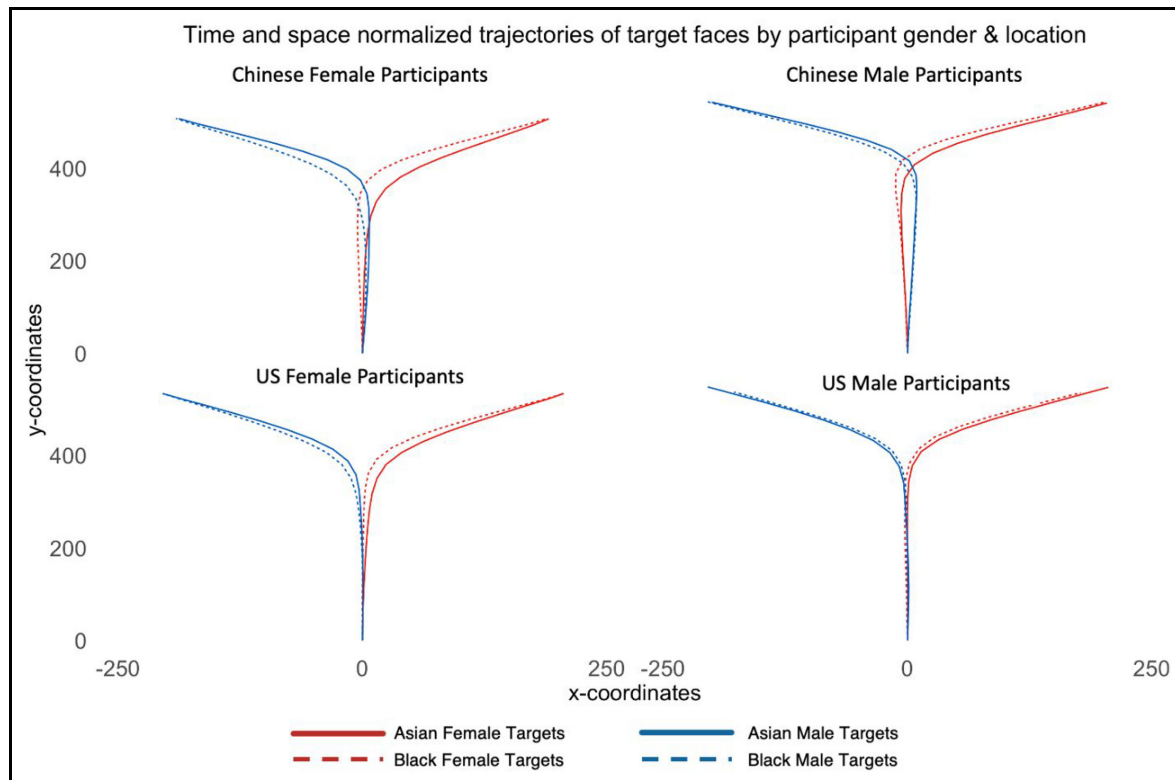 Time and space normalized trajectories of target faces by participant gender & location
Chinese Female Participants
Chinese Male Participants
400
200
0
y-coordinates
US Female Participants
US Male Participants
400
200
0
-250
0
250
-250
0
250
x-coordinates
Asian Female Targets
Asian Male Targets
Black Female Targets
Black Male Targets